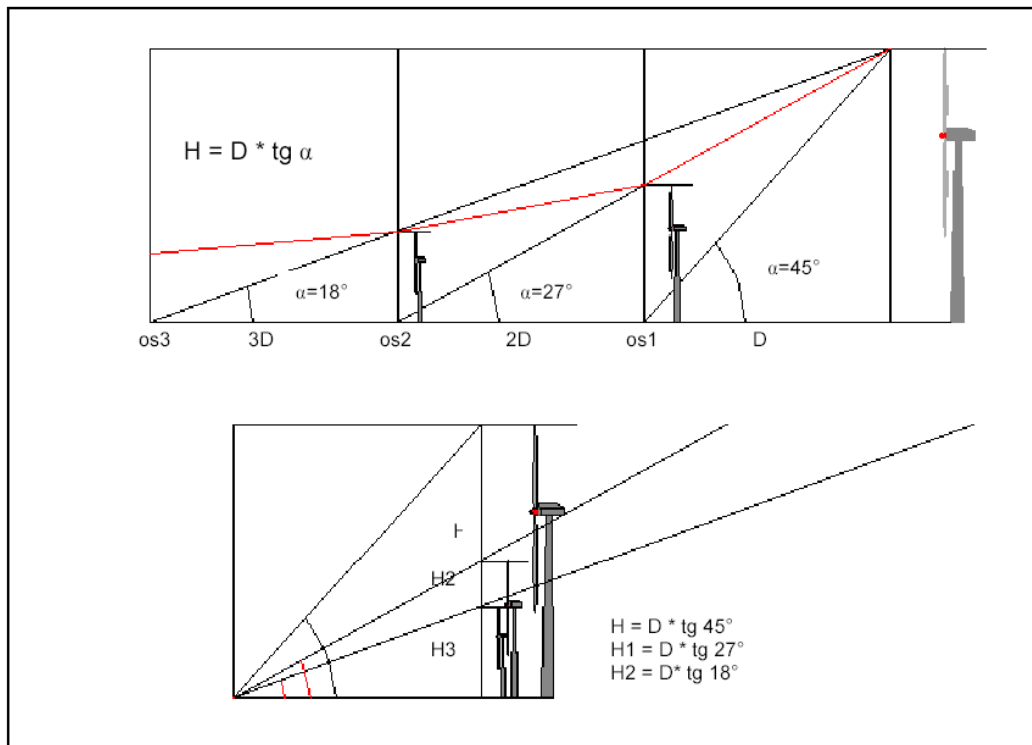 H = D * tg α
α=18°
α=27°
α=45°
os3 3D os2 2D os1 D
H
H2
H3
H = D * tg 45°
H1 = D * tg 27°
H2 = D* tg 18°